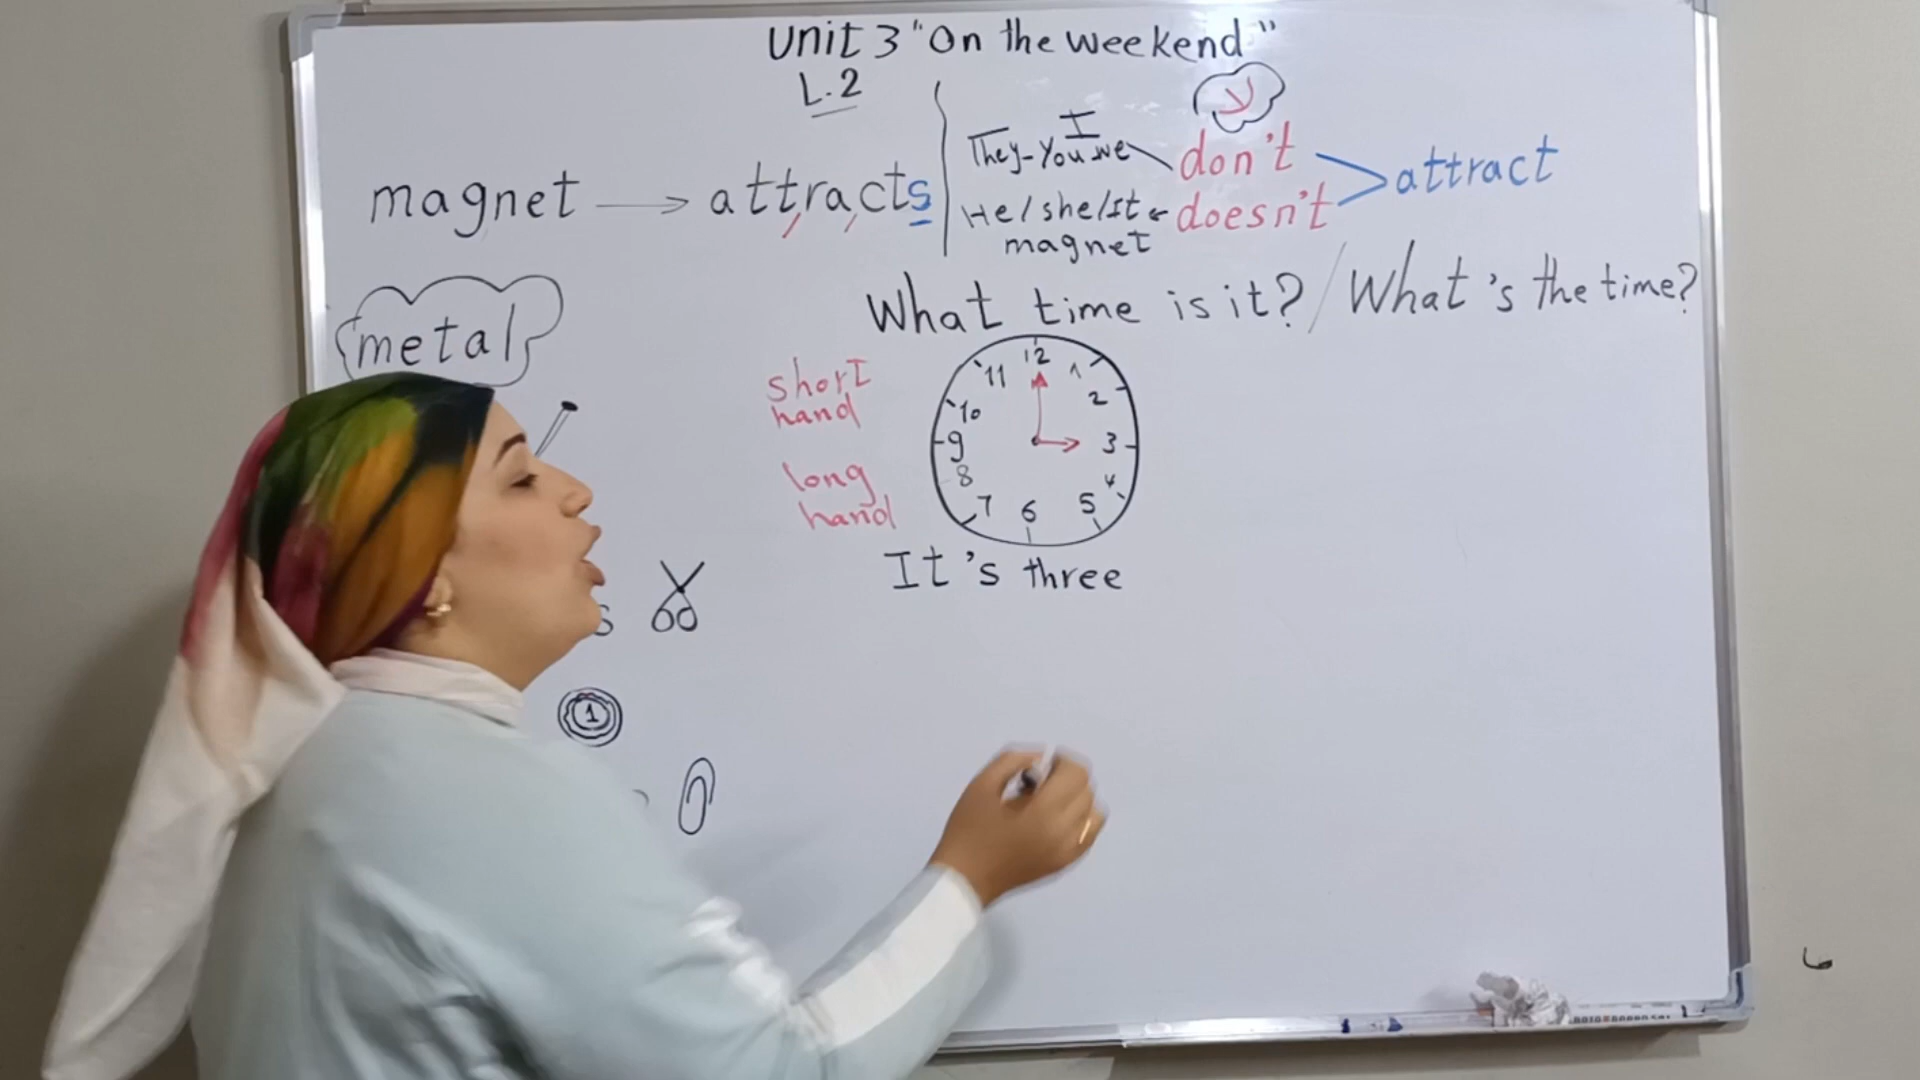 Unit 3 "On the weekend"
L.2
magnet → attracts
I
They-You-we don't
He/she/It doesn't
magnet
attract
metal
What time is it? / What's the time?
short
hand
long
hand
12
1
2
3
4
5
6
7
8
9
10
11
It's three
s
1